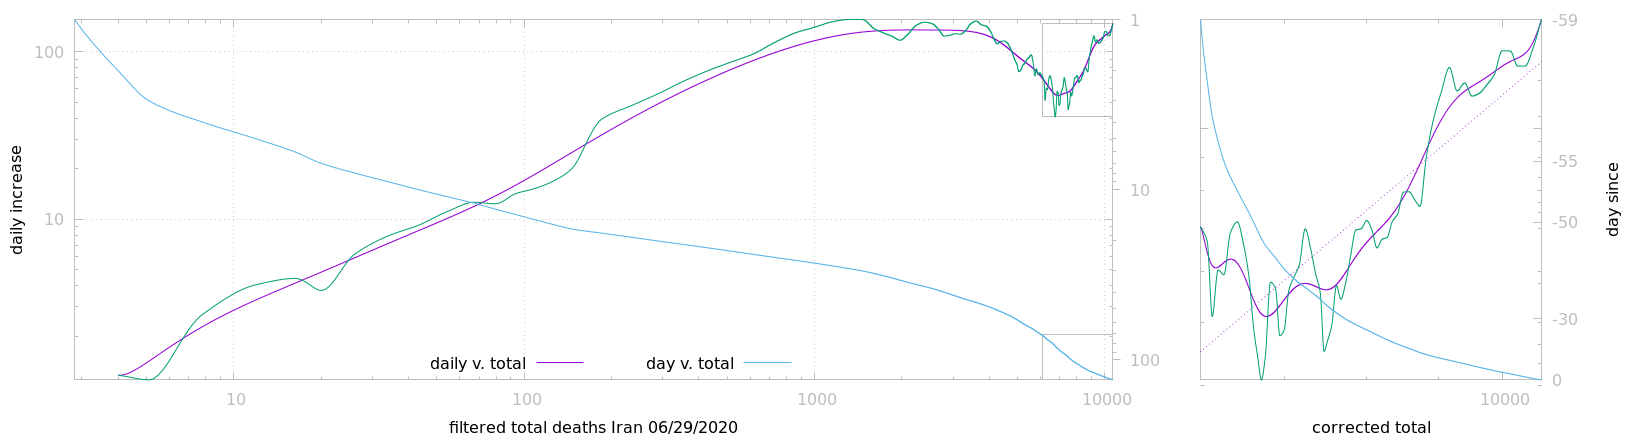 daily increase
100
10
daily v. total
day v. total
1
10
100
10
100
1000
10000
filtered total deaths Iran 06/29/2020
-59
-55
-50
-30
0
day since
10000
corrected total